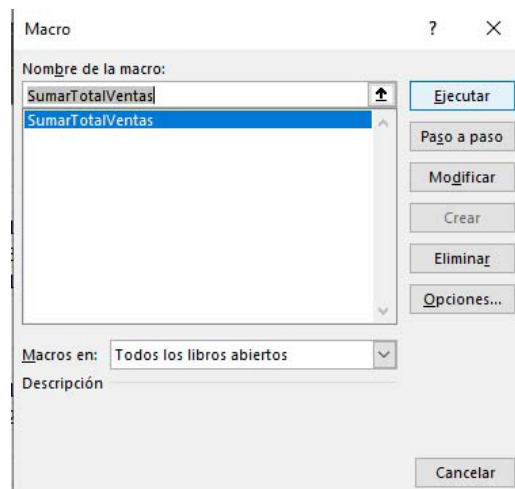 Macro ? ×
Nombre de la macro:
SumarTotalVentas
SumarTotalVentas
Ejecutar
Paso a paso
Modificar
Crear
Eliminar
Opciones...
Macros en: Todos los libros abiertos
Descripción
Cancelar